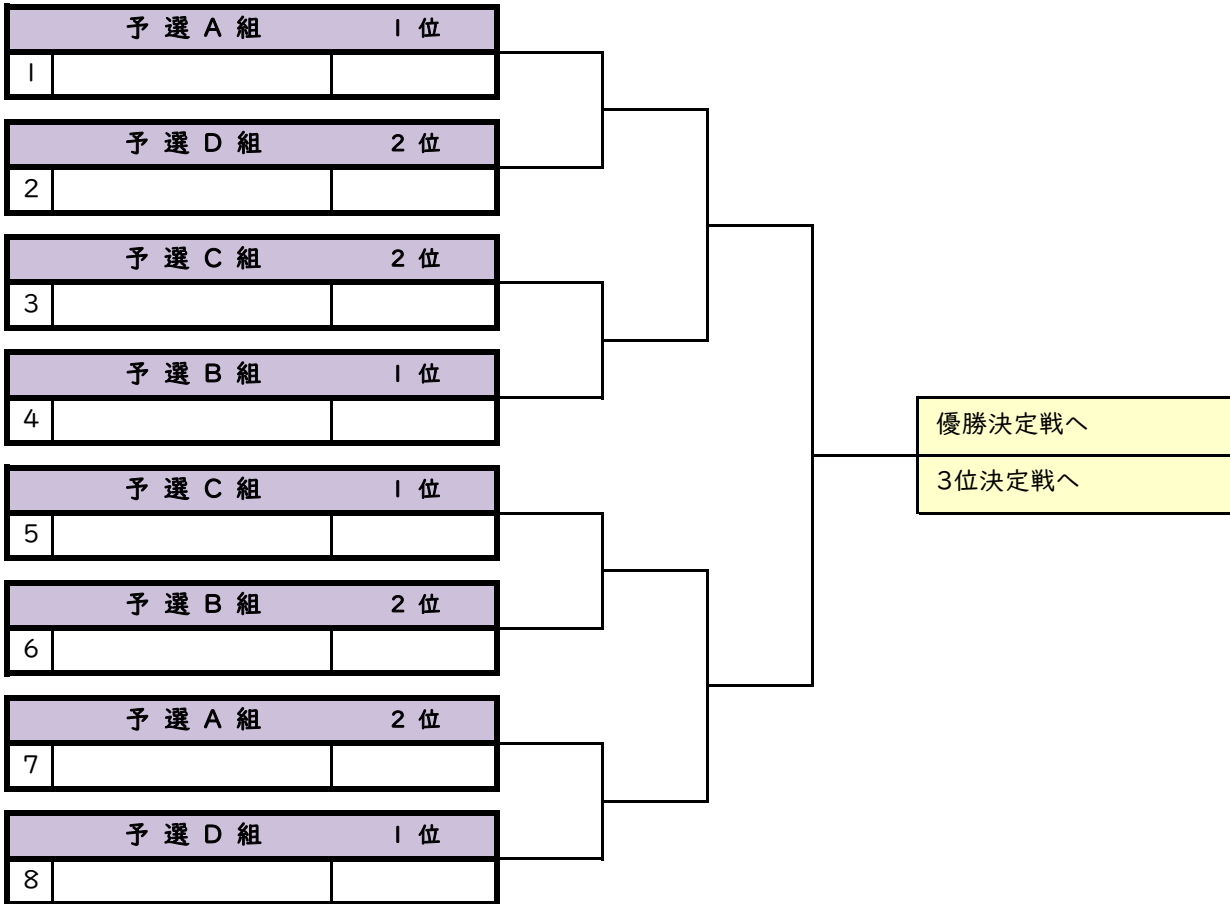 予選A組 1位
1
予選D組 2位
2
予選C組 2位
3
予選B組 1位
4
優勝決定戦へ
3位決定戦へ
予選C組 1位
5
予選B組 2位
6
予選A組 2位
7
予選D組 1位
8